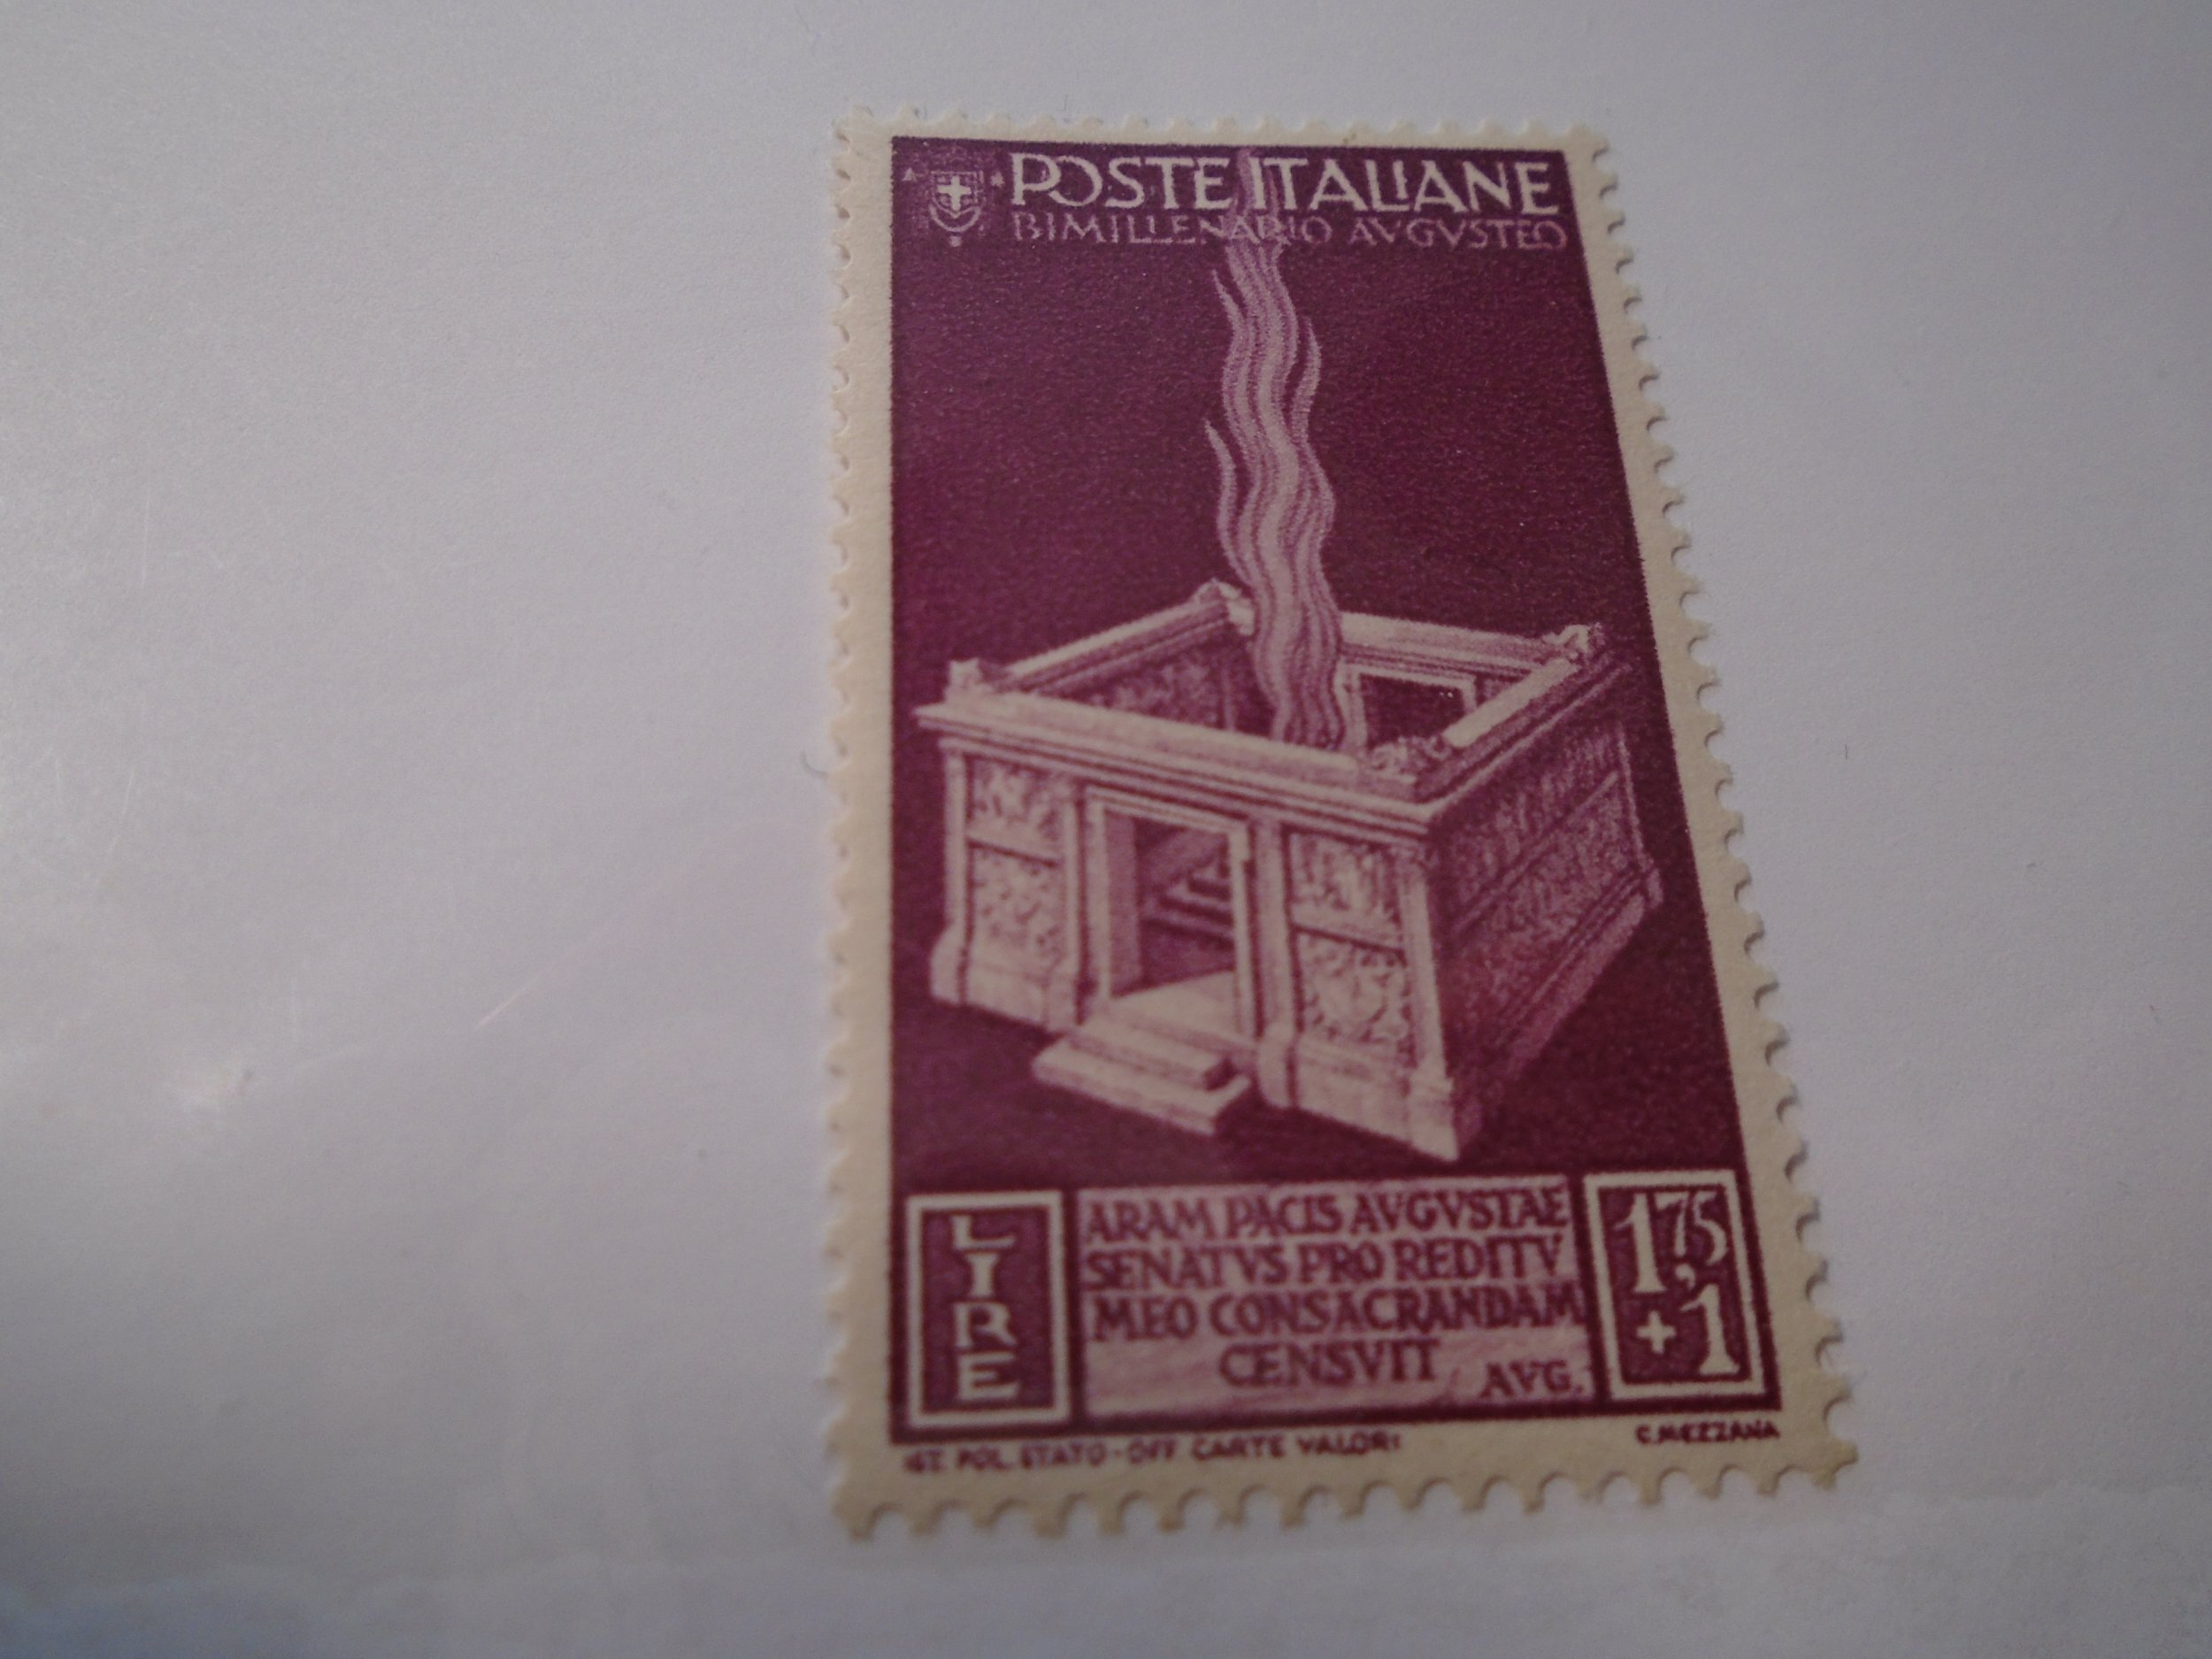 POSTE ITALIANE
BIMILLENARIO AVGVSTEO
LIRE
ARAM PACIS AVGVSTAE
SENATVS PRO REDITV
MEO CONSACRANDAM
CENSVIT AVG.
1,75
+1
IST. POL. STATO-OFF. CARTE VALORI
C. MEZZANA